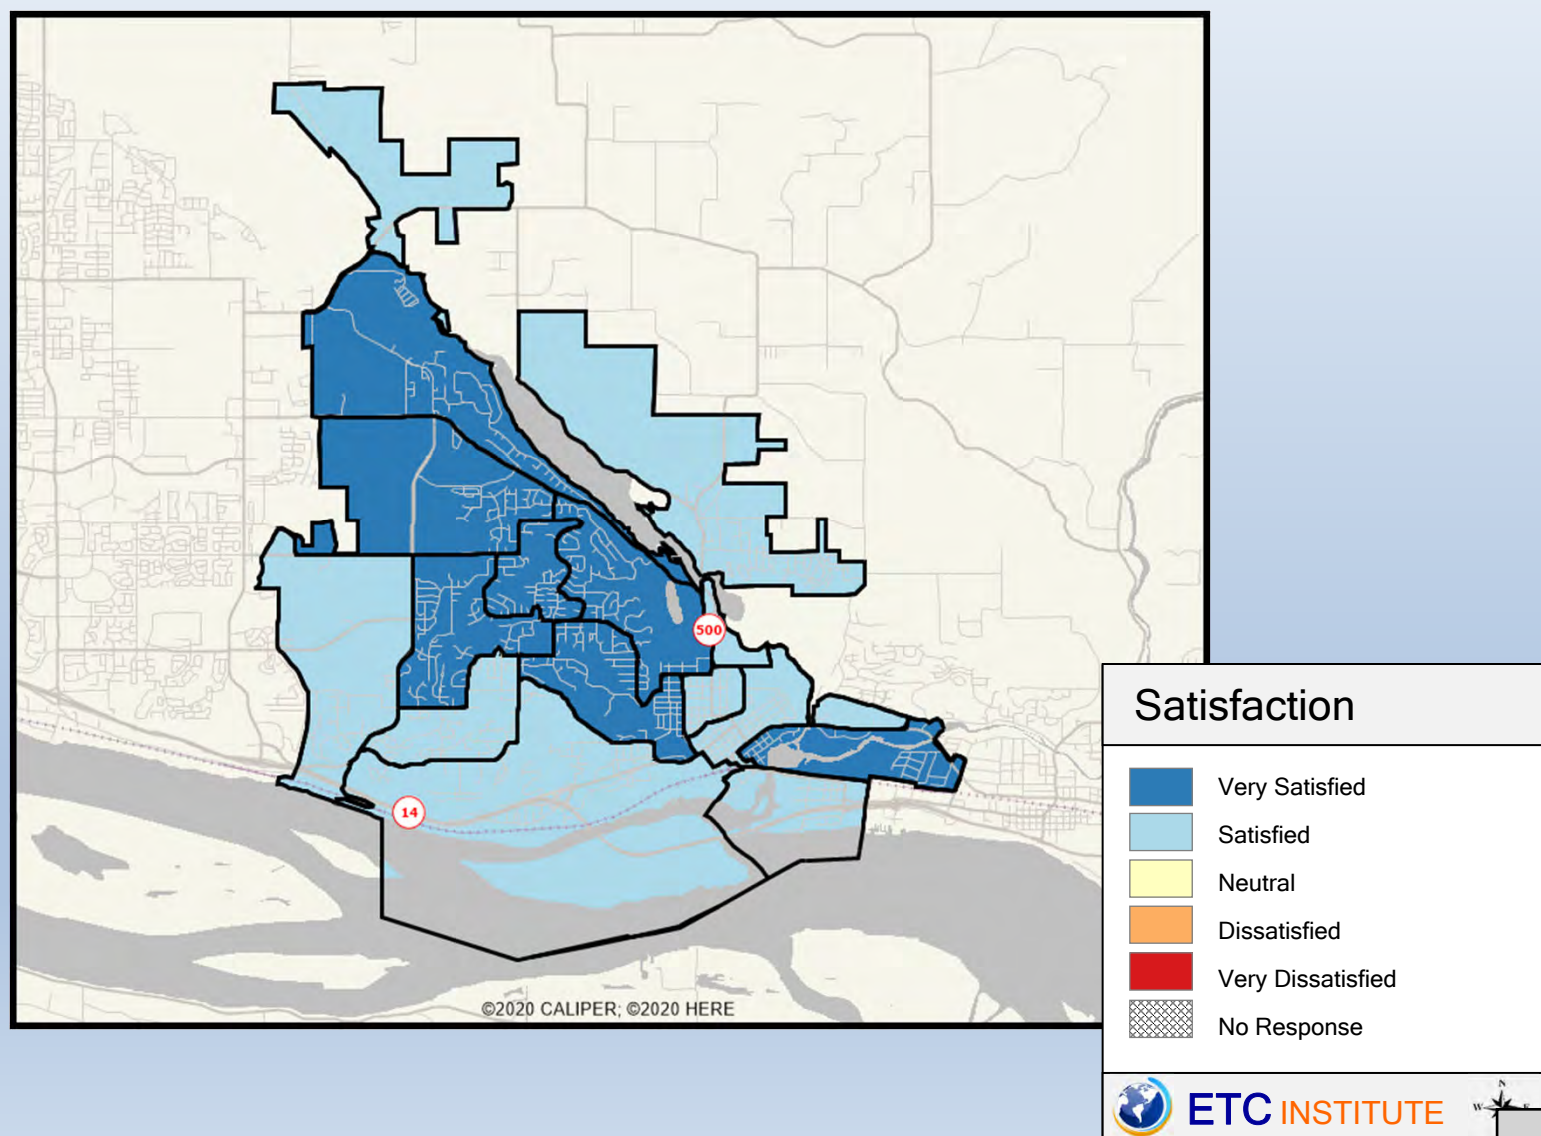 500
14
©2020 CALIPER; ©2020 HERE
Satisfaction
Very Satisfied
Satisfied
Neutral
Dissatisfied
Very Dissatisfied
No Response
ETC INSTITUTE
N
W
E